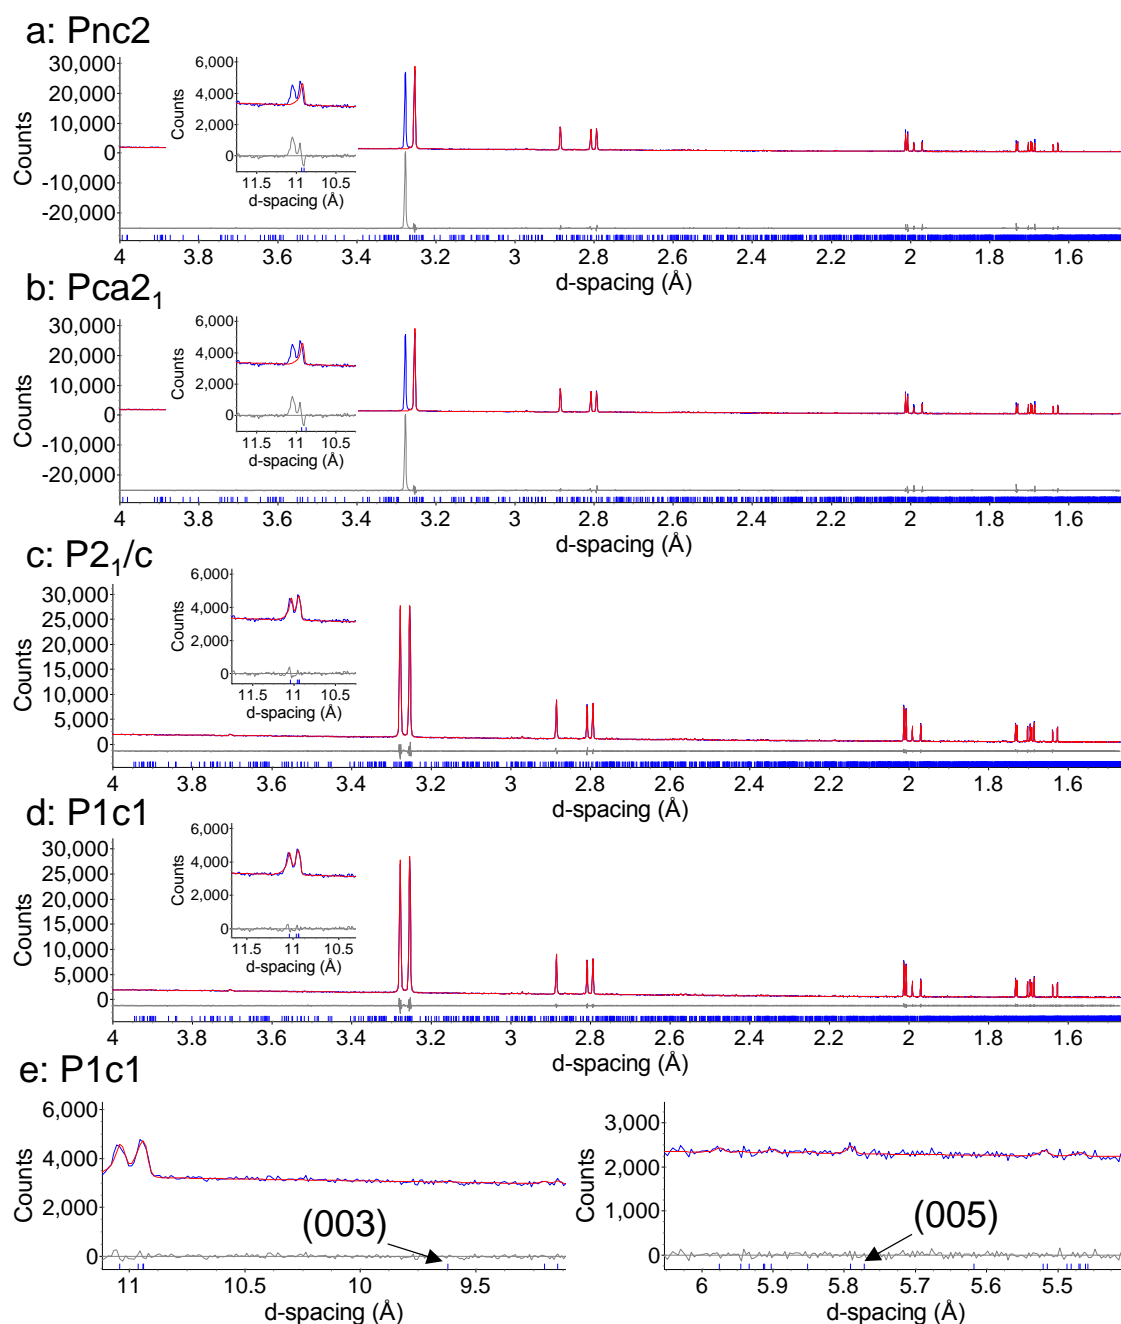 a: Pnc2
30,000
20,000
10,000
0
-10,000
-20,000
Counts
6,000
4,000
2,000
0
Counts
11.5 11 10.5
d-spacing (Å)
4 3.8 3.6 3.4 3.2 3 2.8 2.6 2.4 2.2 2 1.8 1.6
d-spacing (Å)
b: Pca2₁
30,000
20,000
10,000
0
-10,000
-20,000
Counts
6,000
4,000
2,000
0
Counts
11.5 11 10.5
d-spacing (Å)
4 3.8 3.6 3.4 3.2 3 2.8 2.6 2.4 2.2 2 1.8 1.6
d-spacing (Å)
c: P2₁/c
30,000
25,000
20,000
15,000
10,000
5,000
0
Counts
6,000
4,000
2,000
0
Counts
11.5 11 10.5
d-spacing (Å)
4 3.8 3.6 3.4 3.2 3 2.8 2.6 2.4 2.2 2 1.8 1.6
d-spacing (Å)
d: P1c1
30,000
25,000
20,000
15,000
10,000
5,000
0
Counts
6,000
4,000
2,000
0
Counts
11.5 11 10.5
d-spacing (Å)
4 3.8 3.6 3.4 3.2 3 2.8 2.6 2.4 2.2 2 1.8 1.6
d-spacing (Å)
e: P1c1
6,000
4,000
2,000
0
Counts
(003)
11 10.5 10 9.5
d-spacing (Å)
3,000
2,000
1,000
0
Counts
(005)
6 5.9 5.8 5.7 5.6 5.5
d-spacing (Å)